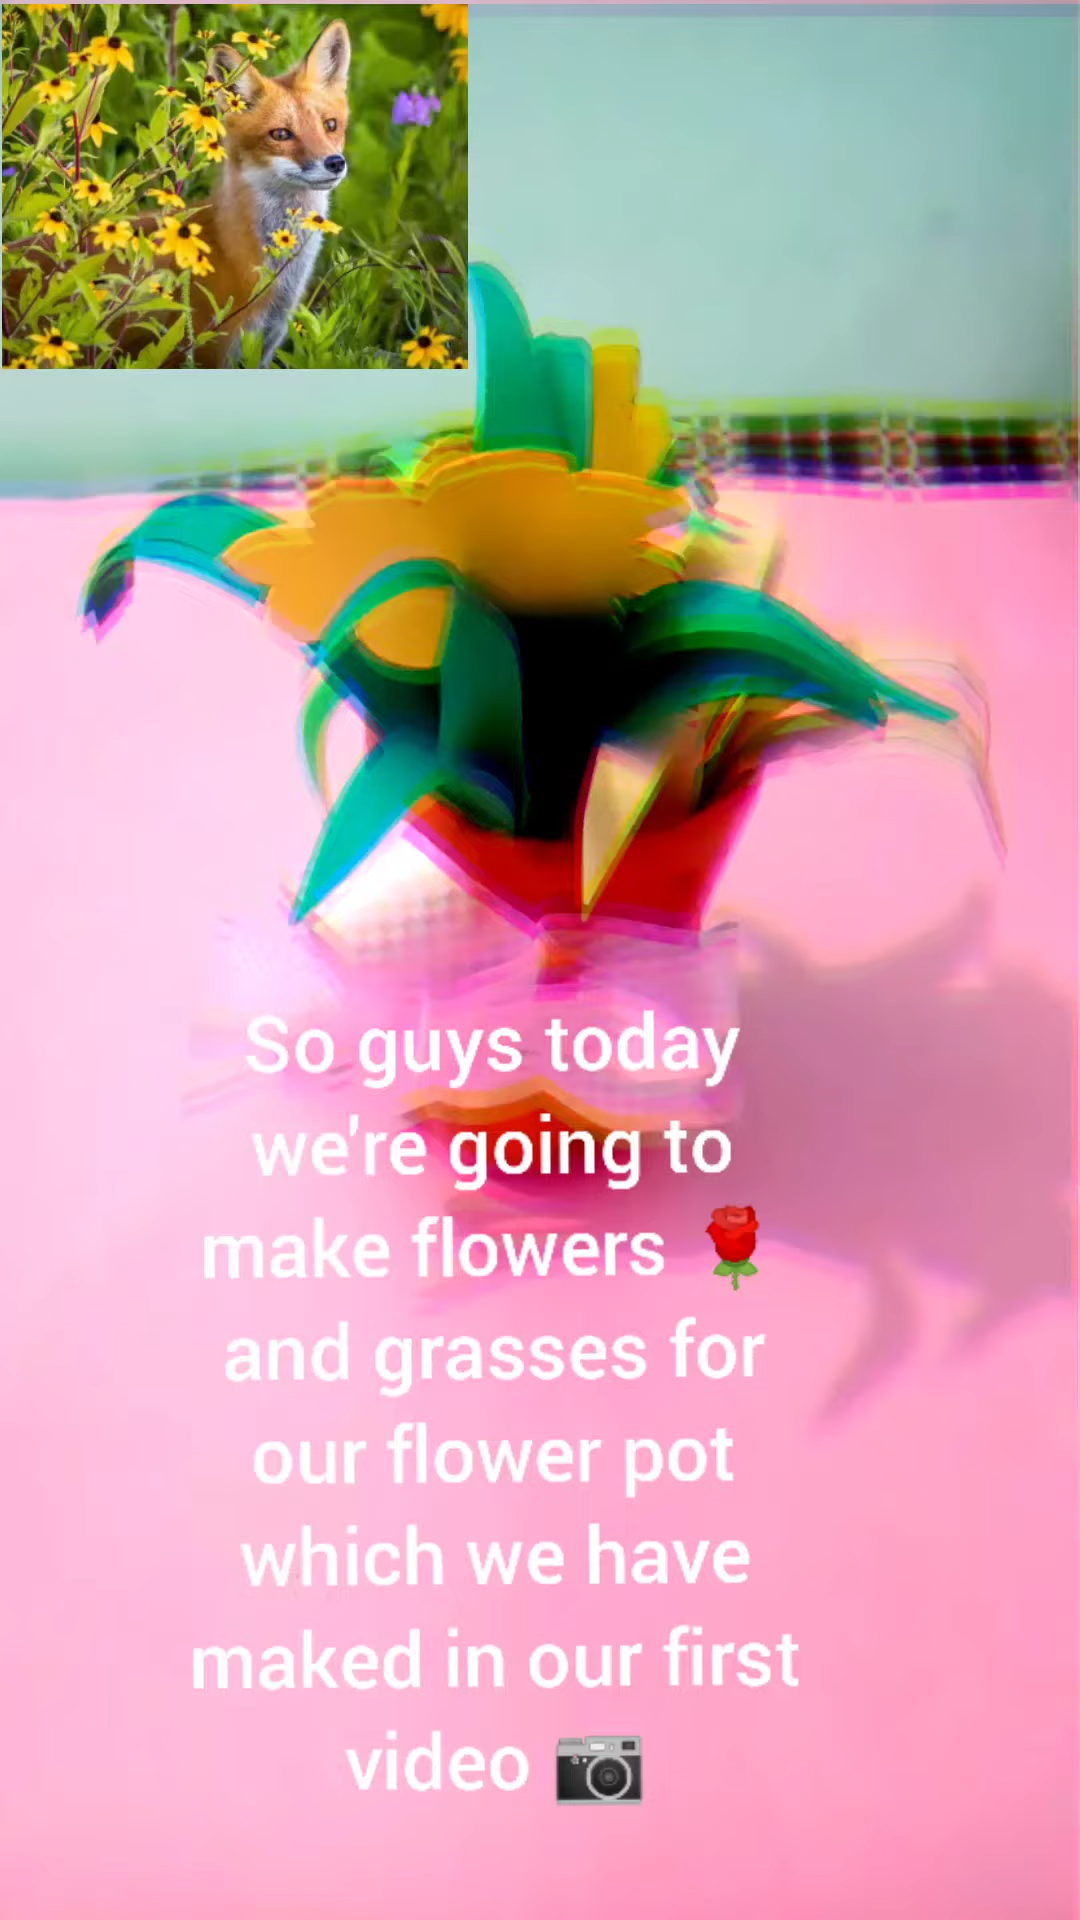 So guys today
we're going to
make flowers 🌹
and grasses for
our flower pot
which we have
maked in our first
video 📷